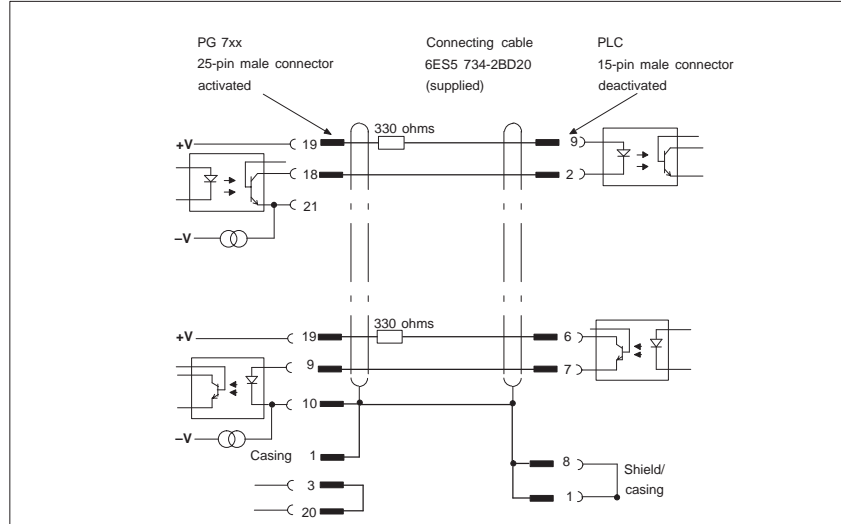 PG 7xx
25-pin male connector
activated
Connecting cable
6ES5 734-2BD20
(supplied)
PLC
15-pin male connector
deactivated
330 ohms
+V
19
9
18
2
21
–V
330 ohms
+V
19
6
9
7
10
–V
Casing 1
8
Shield/
casing
3
1
20